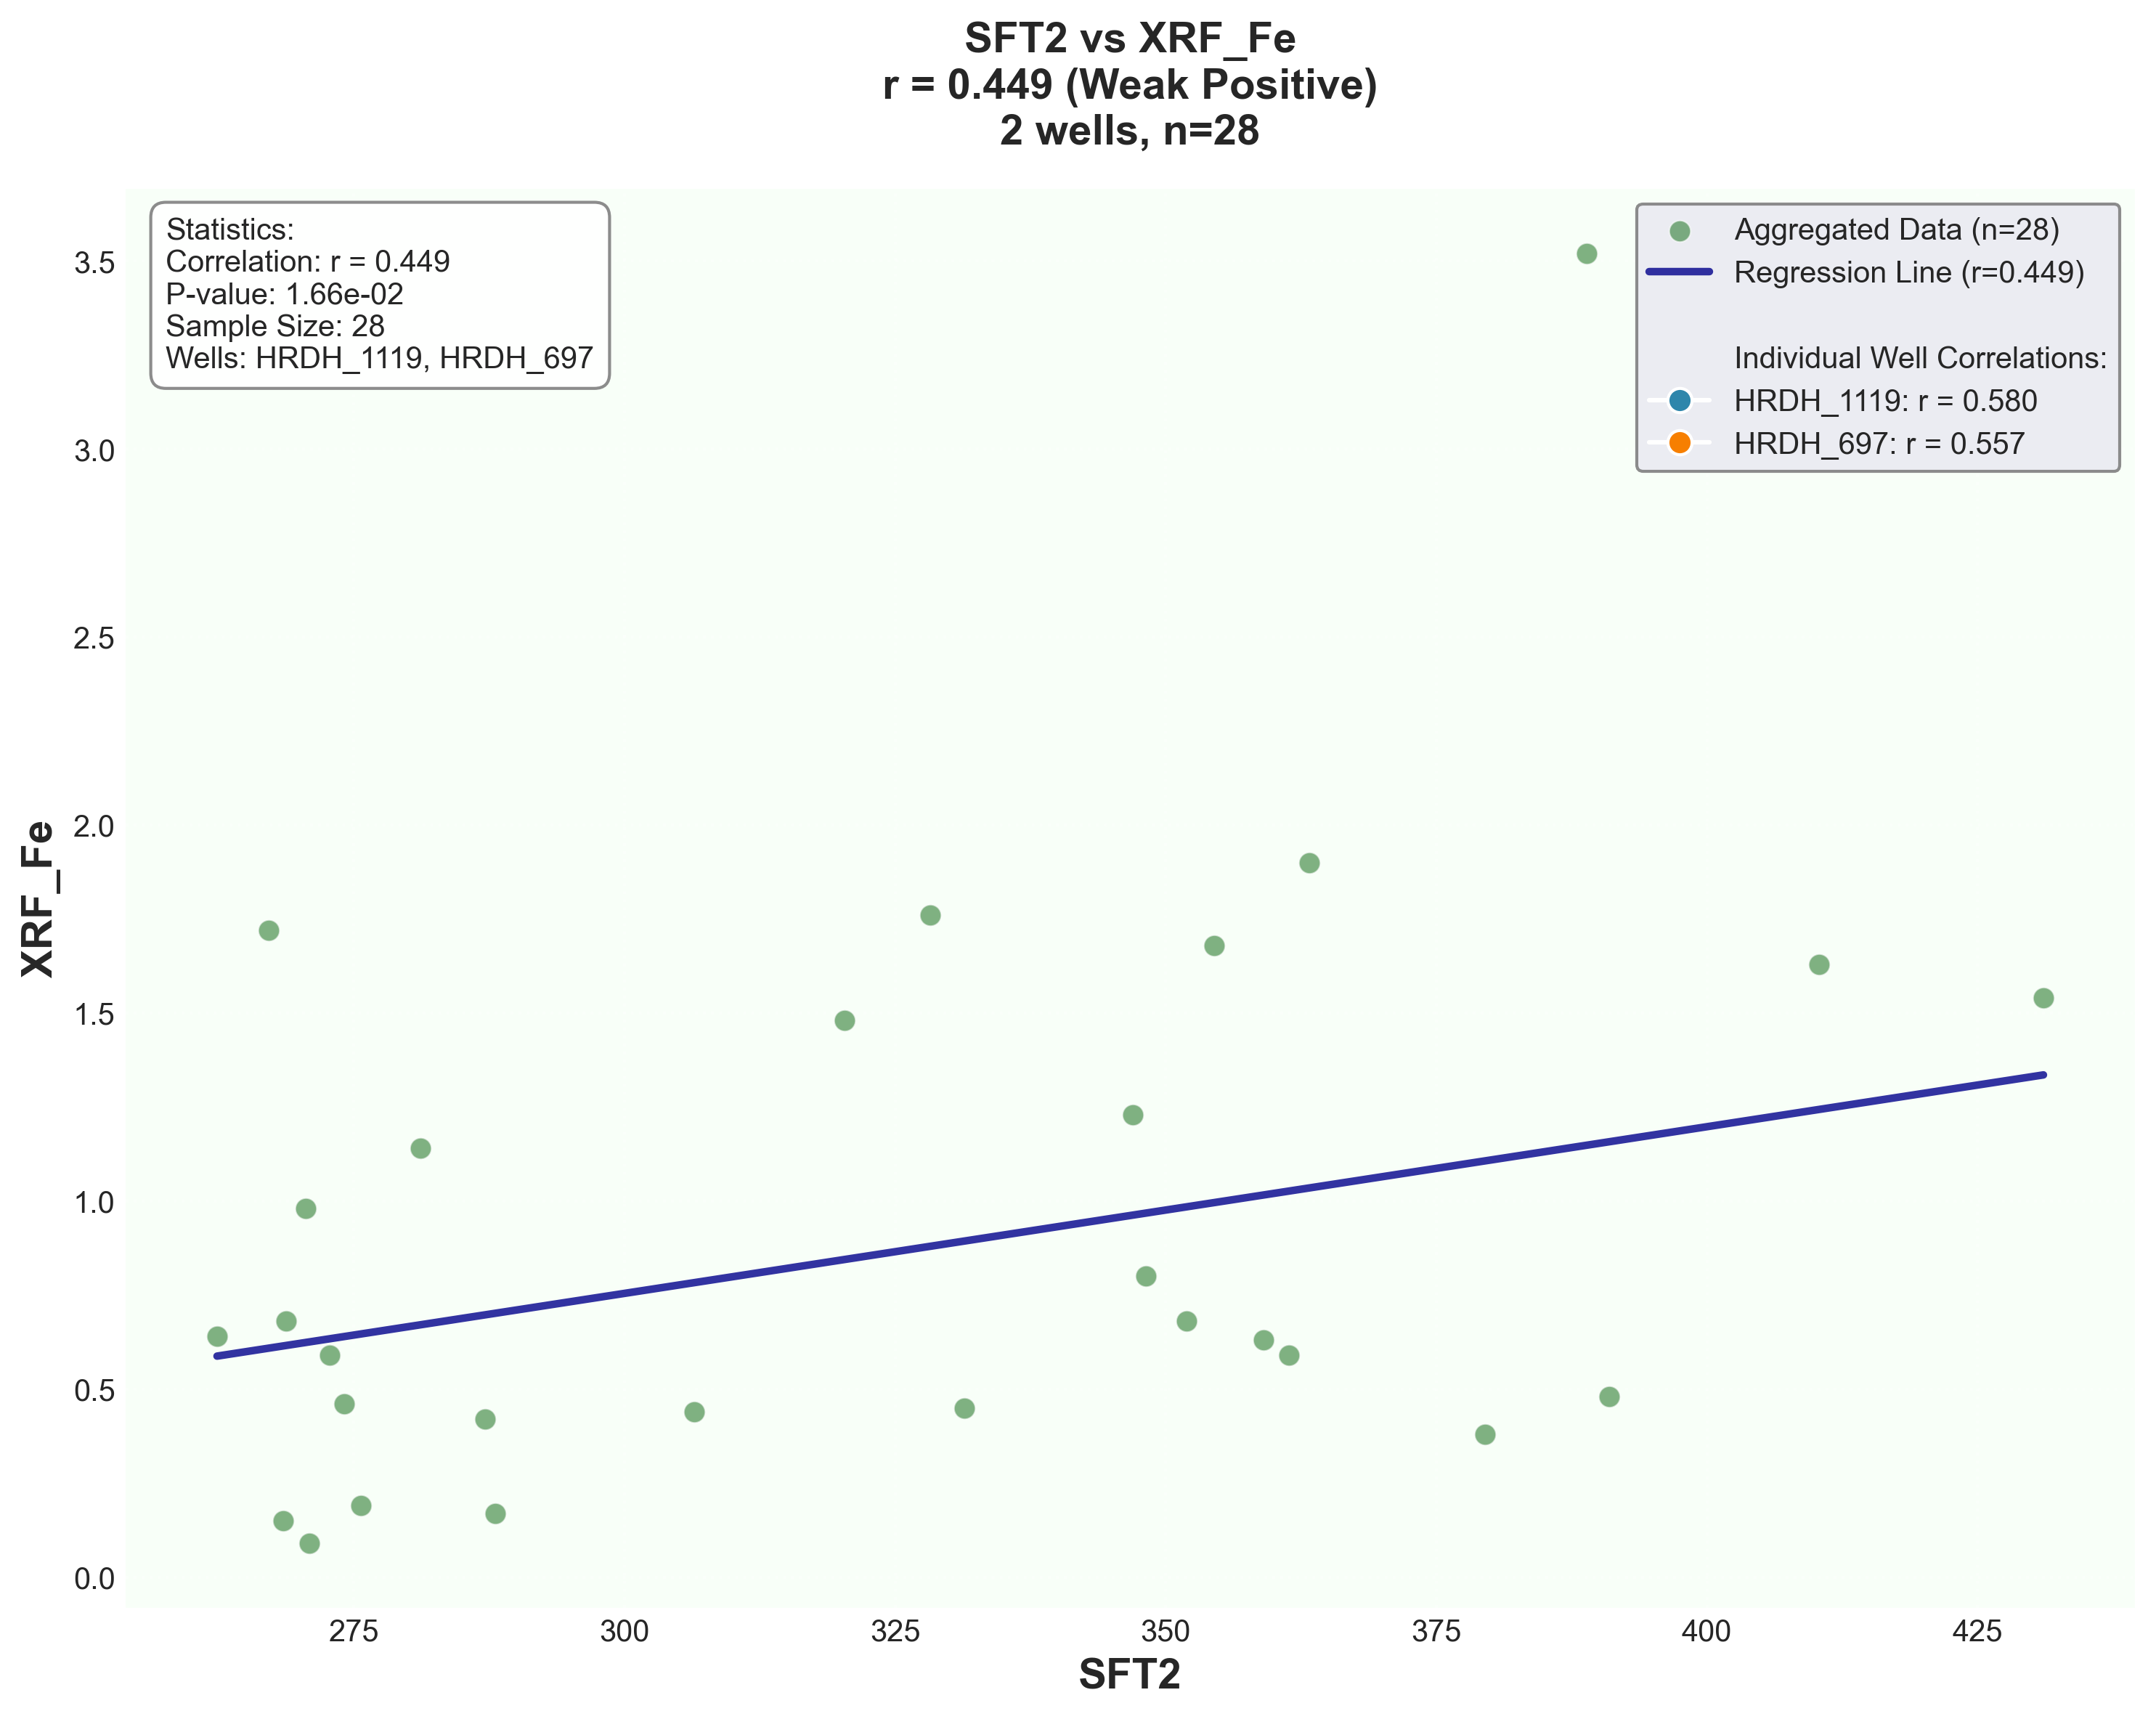 SFT2 vs XRF_Fe
r = 0.449 (Weak Positive)
2 wells, n=28
Statistics:
Correlation: r = 0.449
P-value: 1.66e-02
Sample Size: 28
Wells: HRDH_1119, HRDH_697
Aggregated Data (n=28)
Regression Line (r=0.449)
Individual Well Correlations:
HRDH_1119: r = 0.580
HRDH_697: r = 0.557
XRF_Fe
3.5
3.0
2.5
2.0
1.5
1.0
0.5
0.0
275 300 325 350 375 400 425
SFT2